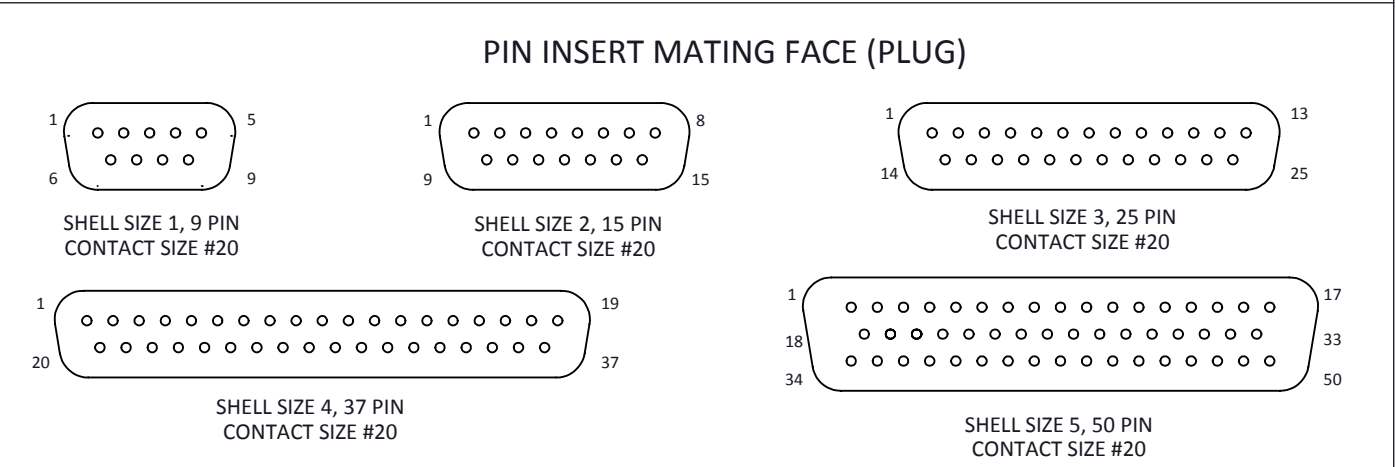 PIN INSERT MATING FACE (PLUG)
1 5
6 9
SHELL SIZE 1, 9 PIN
CONTACT SIZE #20
1 8
9 15
SHELL SIZE 2, 15 PIN
CONTACT SIZE #20
1 13
14 25
SHELL SIZE 3, 25 PIN
CONTACT SIZE #20
1 19
20 37
SHELL SIZE 4, 37 PIN
CONTACT SIZE #20
1 17
18 33
34 50
SHELL SIZE 5, 50 PIN
CONTACT SIZE #20